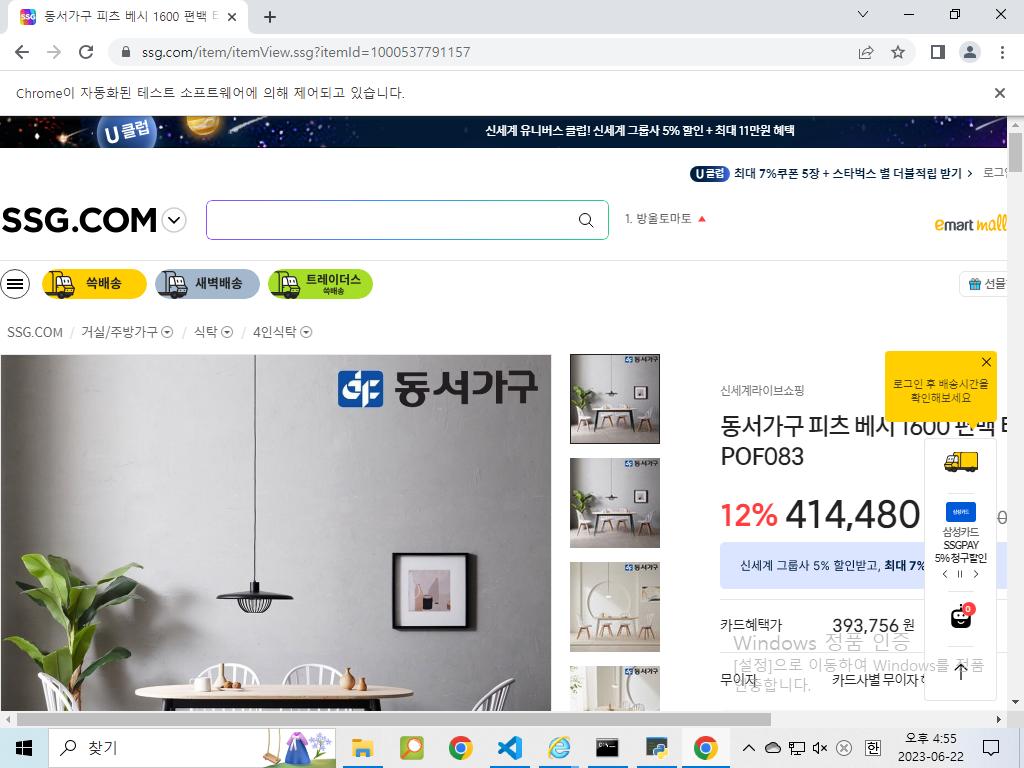 동서가구 피츠 베시 1600 편백 E
ssg.com/item/itemView.ssg?itemId=1000537791157
Chrome이 자동화된 테스트 소프트웨어에 의해 제어되고 있습니다.
U 클럽
신세계 유니버스 클럽! 신세계 그룹사 5% 할인 + 최대 11만원 혜택
U 클럽 최대 7%쿠폰 5장 + 스타벅스 별 더블적립 받기 >
SSG.COM
1. 방울토마토
emart mall
쓱배송
새벽배송
트레이더스
쓱배송
선물
SSG.COM / 거실/주방가구 / 식탁 / 4인식탁
동서가구
로그인 후 배송시간을
확인해보세요
신세계라이브쇼핑
동서가구 피츠 베시 1600 편백
POF083
12% 414,480
삼성카드
삼성카드
SSGPAY
5% 청구할인
신세계 그룹사 5% 할인받고, 최대 7%
0
카드혜택가 393,756 원
Windows 정품 인증
[설정]으로 이동하여 Windows를 정품
인증합니다.
무이자 카드사별 무이자
찾기
한
오후 4:55
2023-06-22